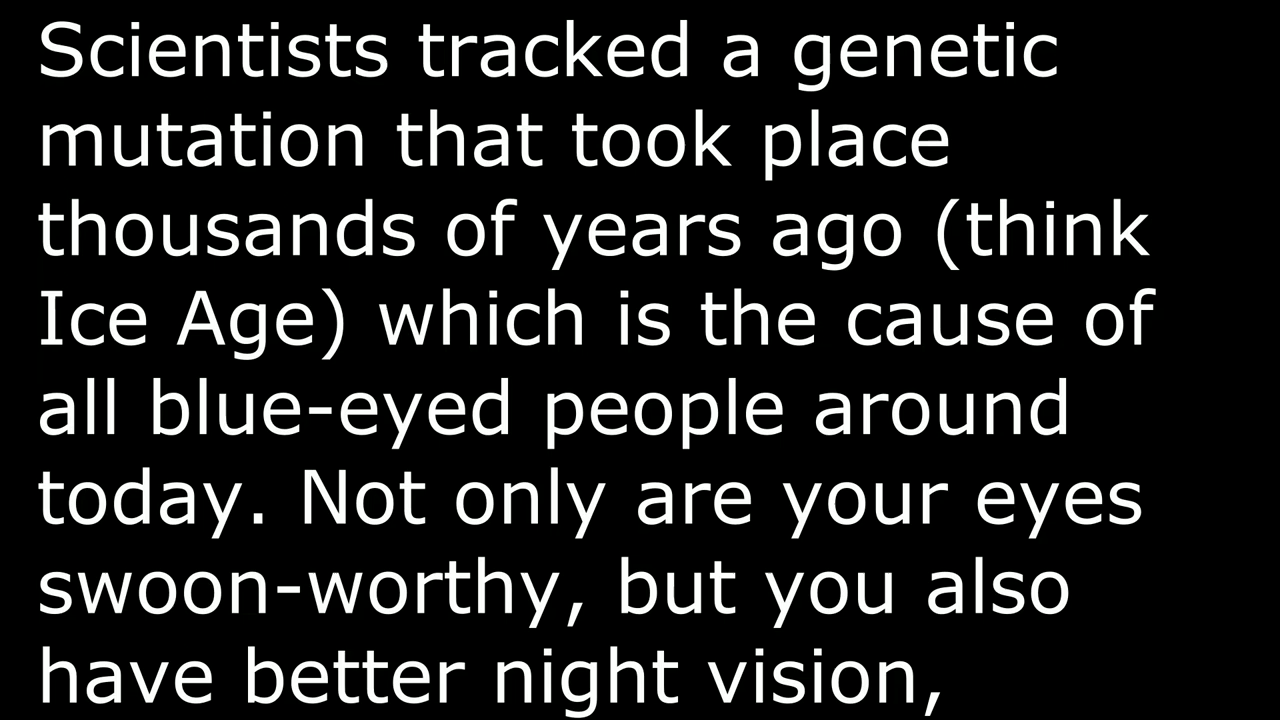 Scientists tracked a genetic
mutation that took place
thousands of years ago (think
Ice Age) which is the cause of
all blue-eyed people around
today. Not only are your eyes
swoon-worthy, but you also
have better night vision,